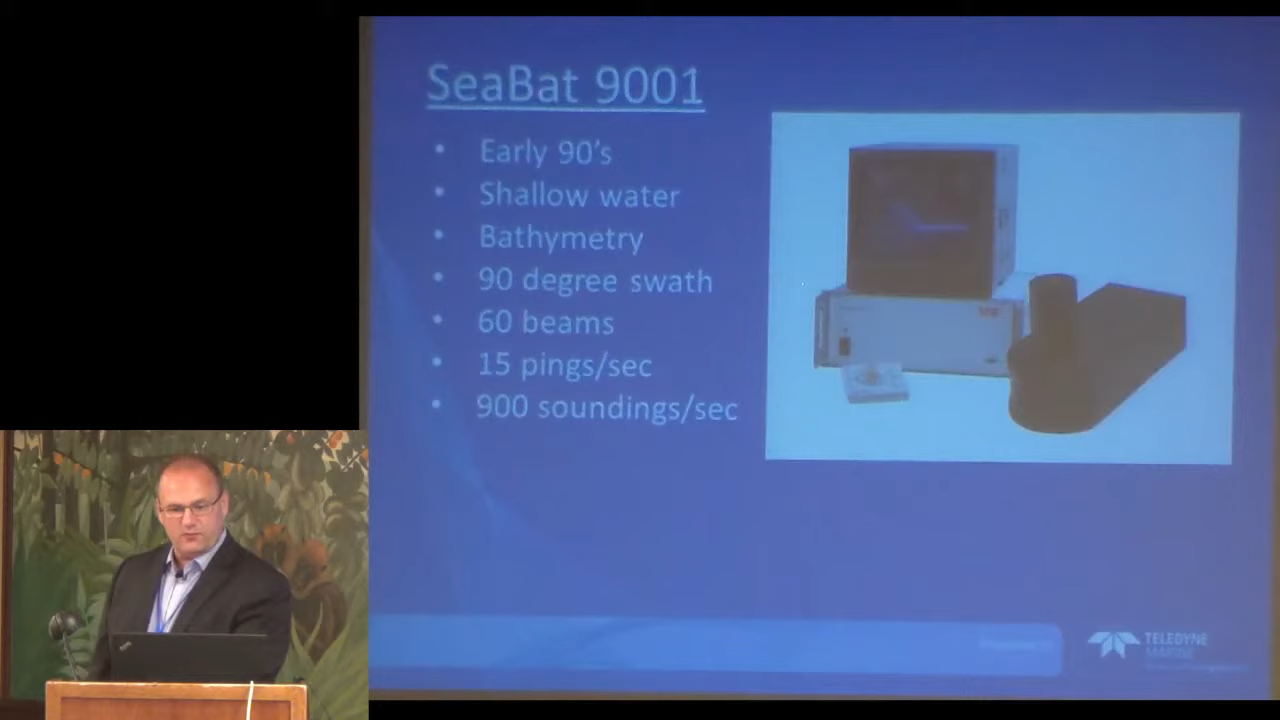 SeaBat 9001
• Early 90's
• Shallow water
• Bathymetry
• 90 degree swath
• 60 beams
• 15 pings/sec
• 900 soundings/sec
TELEDYNE
MARINE